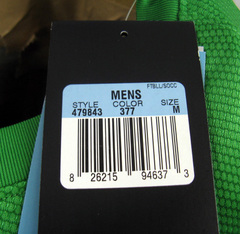 FTBLL/SOCC
MENS
STYLE COLOR SIZE
479843 377 M
8 26215 94637 3